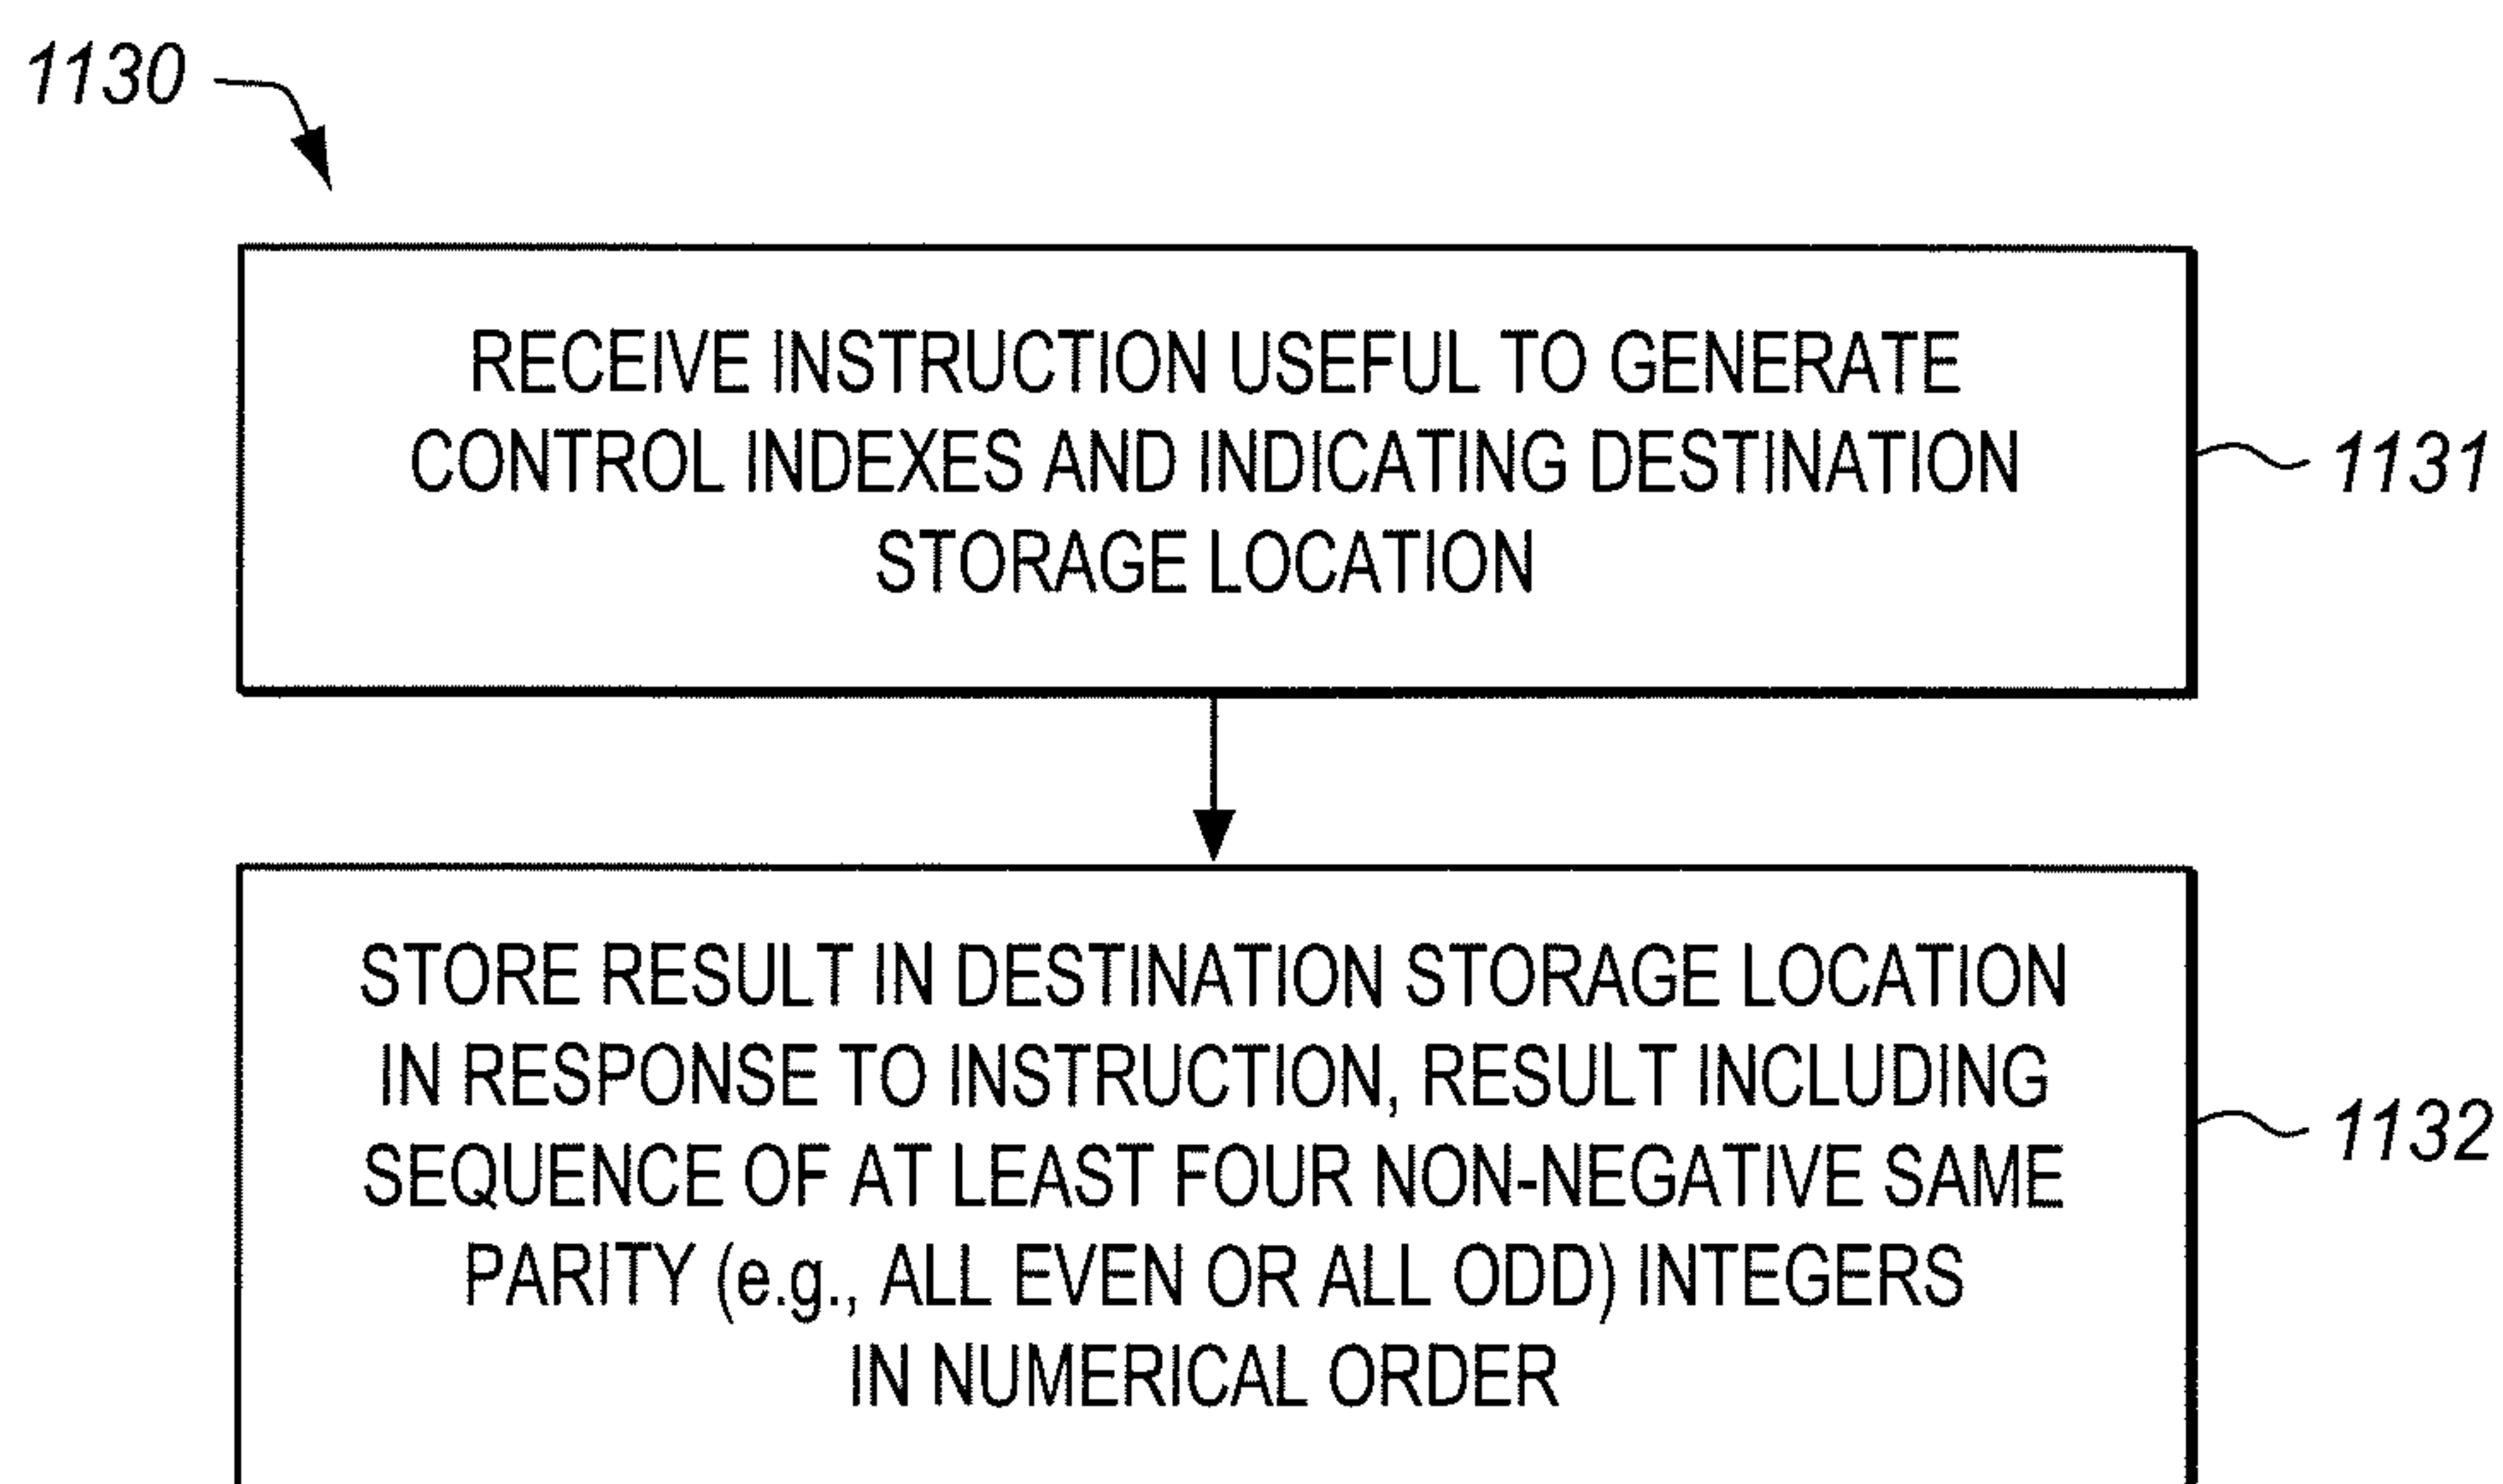 1130
RECEIVE INSTRUCTION USEFUL TO GENERATE
CONTROL INDEXES AND INDICATING DESTINATION
STORAGE LOCATION
1131
STORE RESULT IN DESTINATION STORAGE LOCATION
IN RESPONSE TO INSTRUCTION, RESULT INCLUDING
SEQUENCE OF AT LEAST FOUR NON-NEGATIVE SAME
PARITY (e.g., ALL EVEN OR ALL ODD) INTEGERS
IN NUMERICAL ORDER
1132